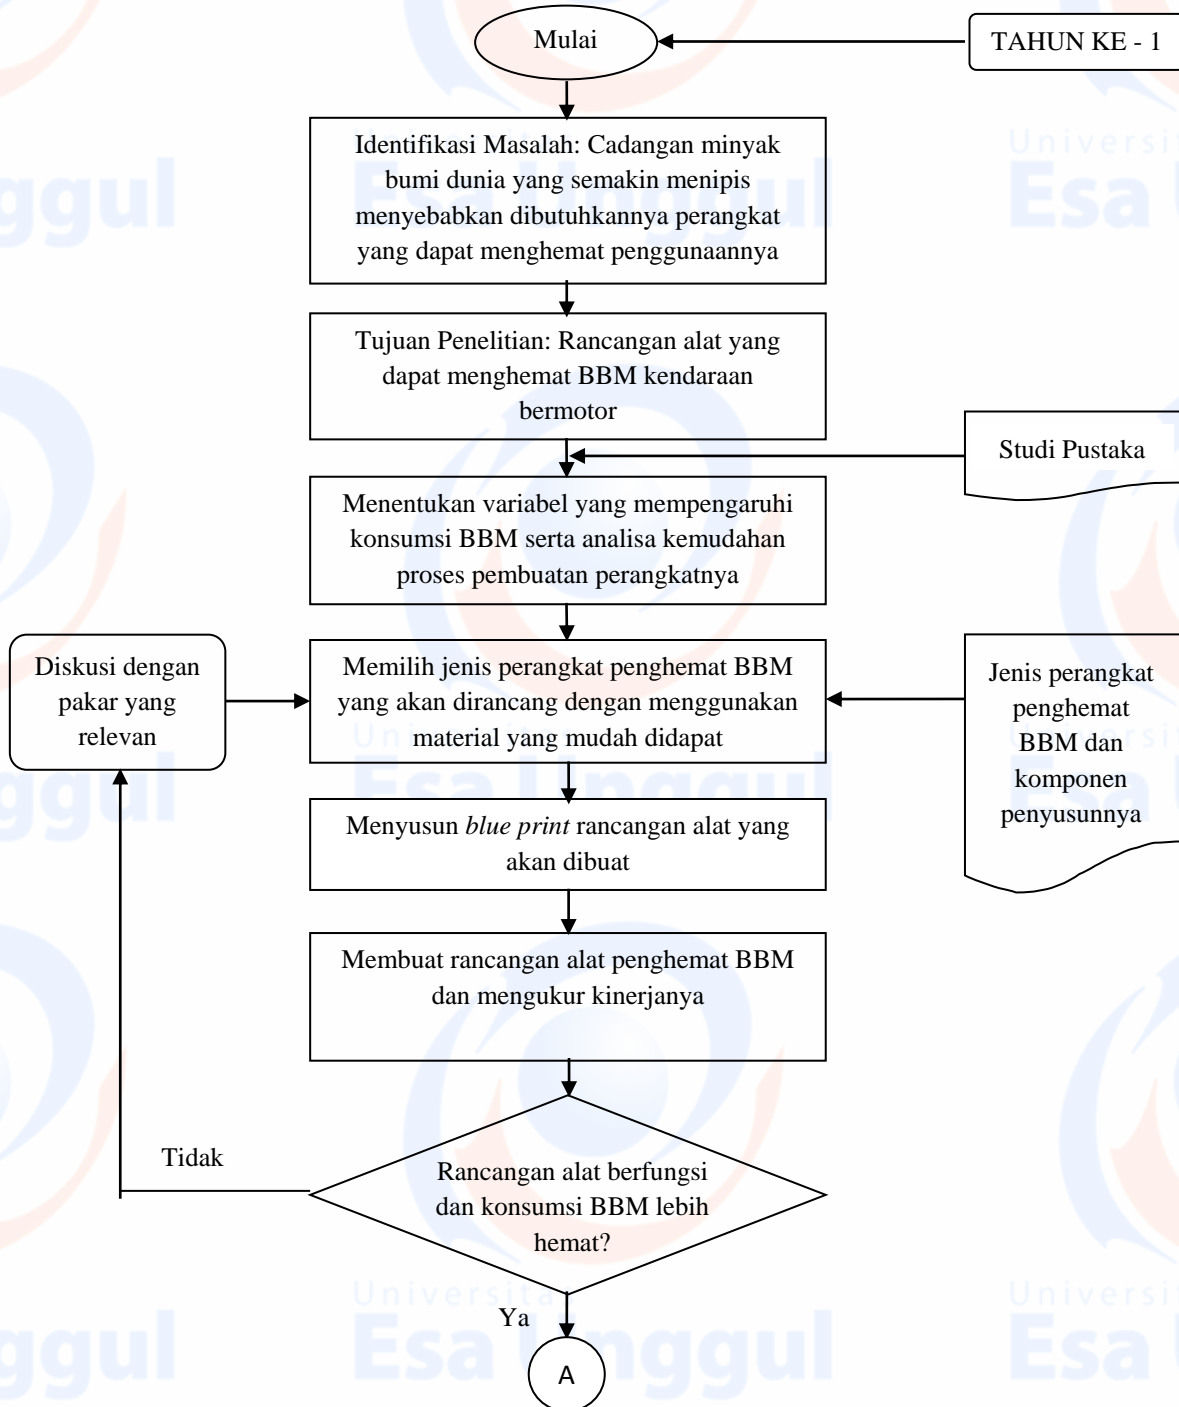 Mulai
TAHUN KE - 1
Identifikasi Masalah: Cadangan minyak
bumi dunia yang semakin menipis
menyebabkan dibutuhkannya perangkat
yang dapat menghemat penggunaannya
Tujuan Penelitian: Rancangan alat yang
dapat menghemat BBM kendaraan
bermotor
Studi Pustaka
Menentukan variabel yang mempengaruhi
konsumsi BBM serta analisa kemudahan
proses pembuatan perangkatnya
Diskusi dengan
pakar yang
relevan
Memilih jenis perangkat penghemat BBM
yang akan dirancang dengan menggunakan
material yang mudah didapat
Jenis perangkat
penghemat
BBM dan
komponen
penyusunnya
Menyusun blue print rancangan alat yang
akan dibuat
Membuat rancangan alat penghemat BBM
dan mengukur kinerjanya
Tidak
Rancangan alat berfungsi
dan konsumsi BBM lebih
hemat?
Ya
A
Universitas
Esa Unggul